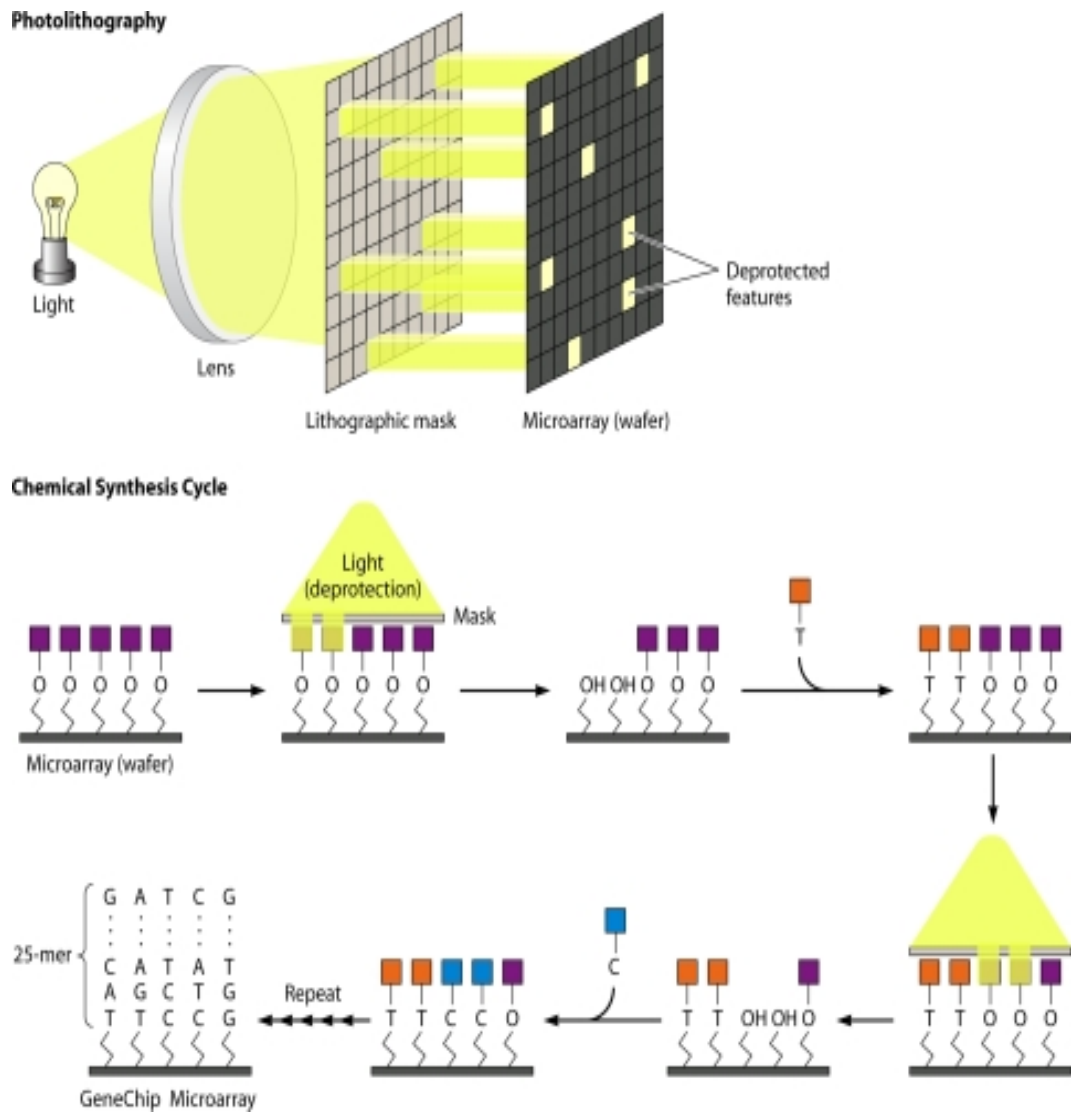 Photolithography
Light
Lens
Lithographic mask
Microarray (wafer)
Deprotected
features
Chemical Synthesis Cycle
Light
(deprotection)
Mask
O O O O O
Microarray (wafer)
O O O O O
OH OH O O O
T
T T O O O
T T O O O
T T OH OH O
C
T T C C O
Repeat
25-mer
G A T C G
. . . . .
. . . . .
C A T A T
A G C T G
T T C C G
GeneChip Microarray